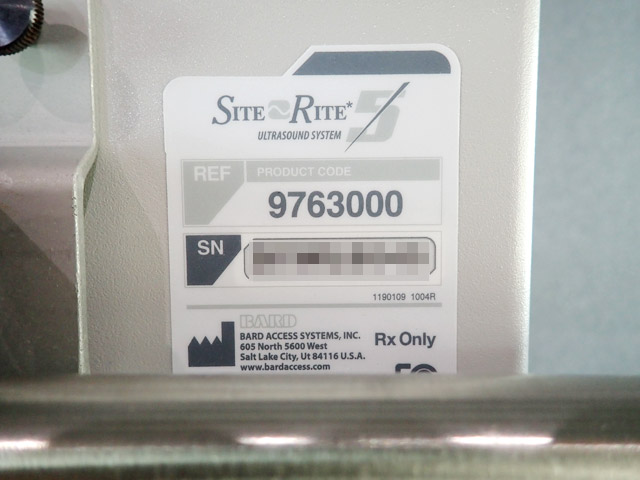 SITE RITE* 5
ULTRASOUND SYSTEM
REF PRODUCT CODE
9763000
SN
1190109 1004R
BARD
BARD ACCESS SYSTEMS, INC.
605 North 5600 West
Salt Lake City, Ut 84116 U.S.A.
www.bardaccess.com
Rx Only